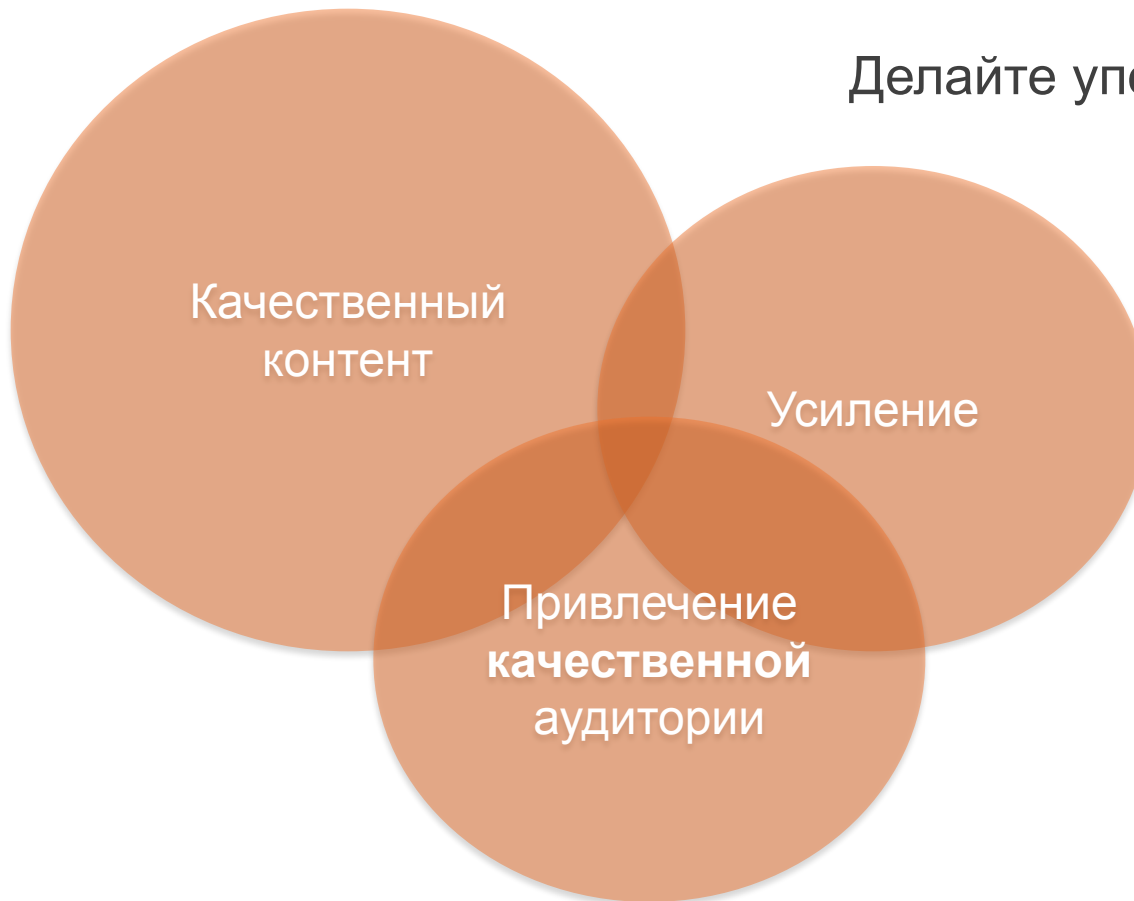 Делайте
Качественный
контент
Усиление
Привлечение
качественной
аудитории